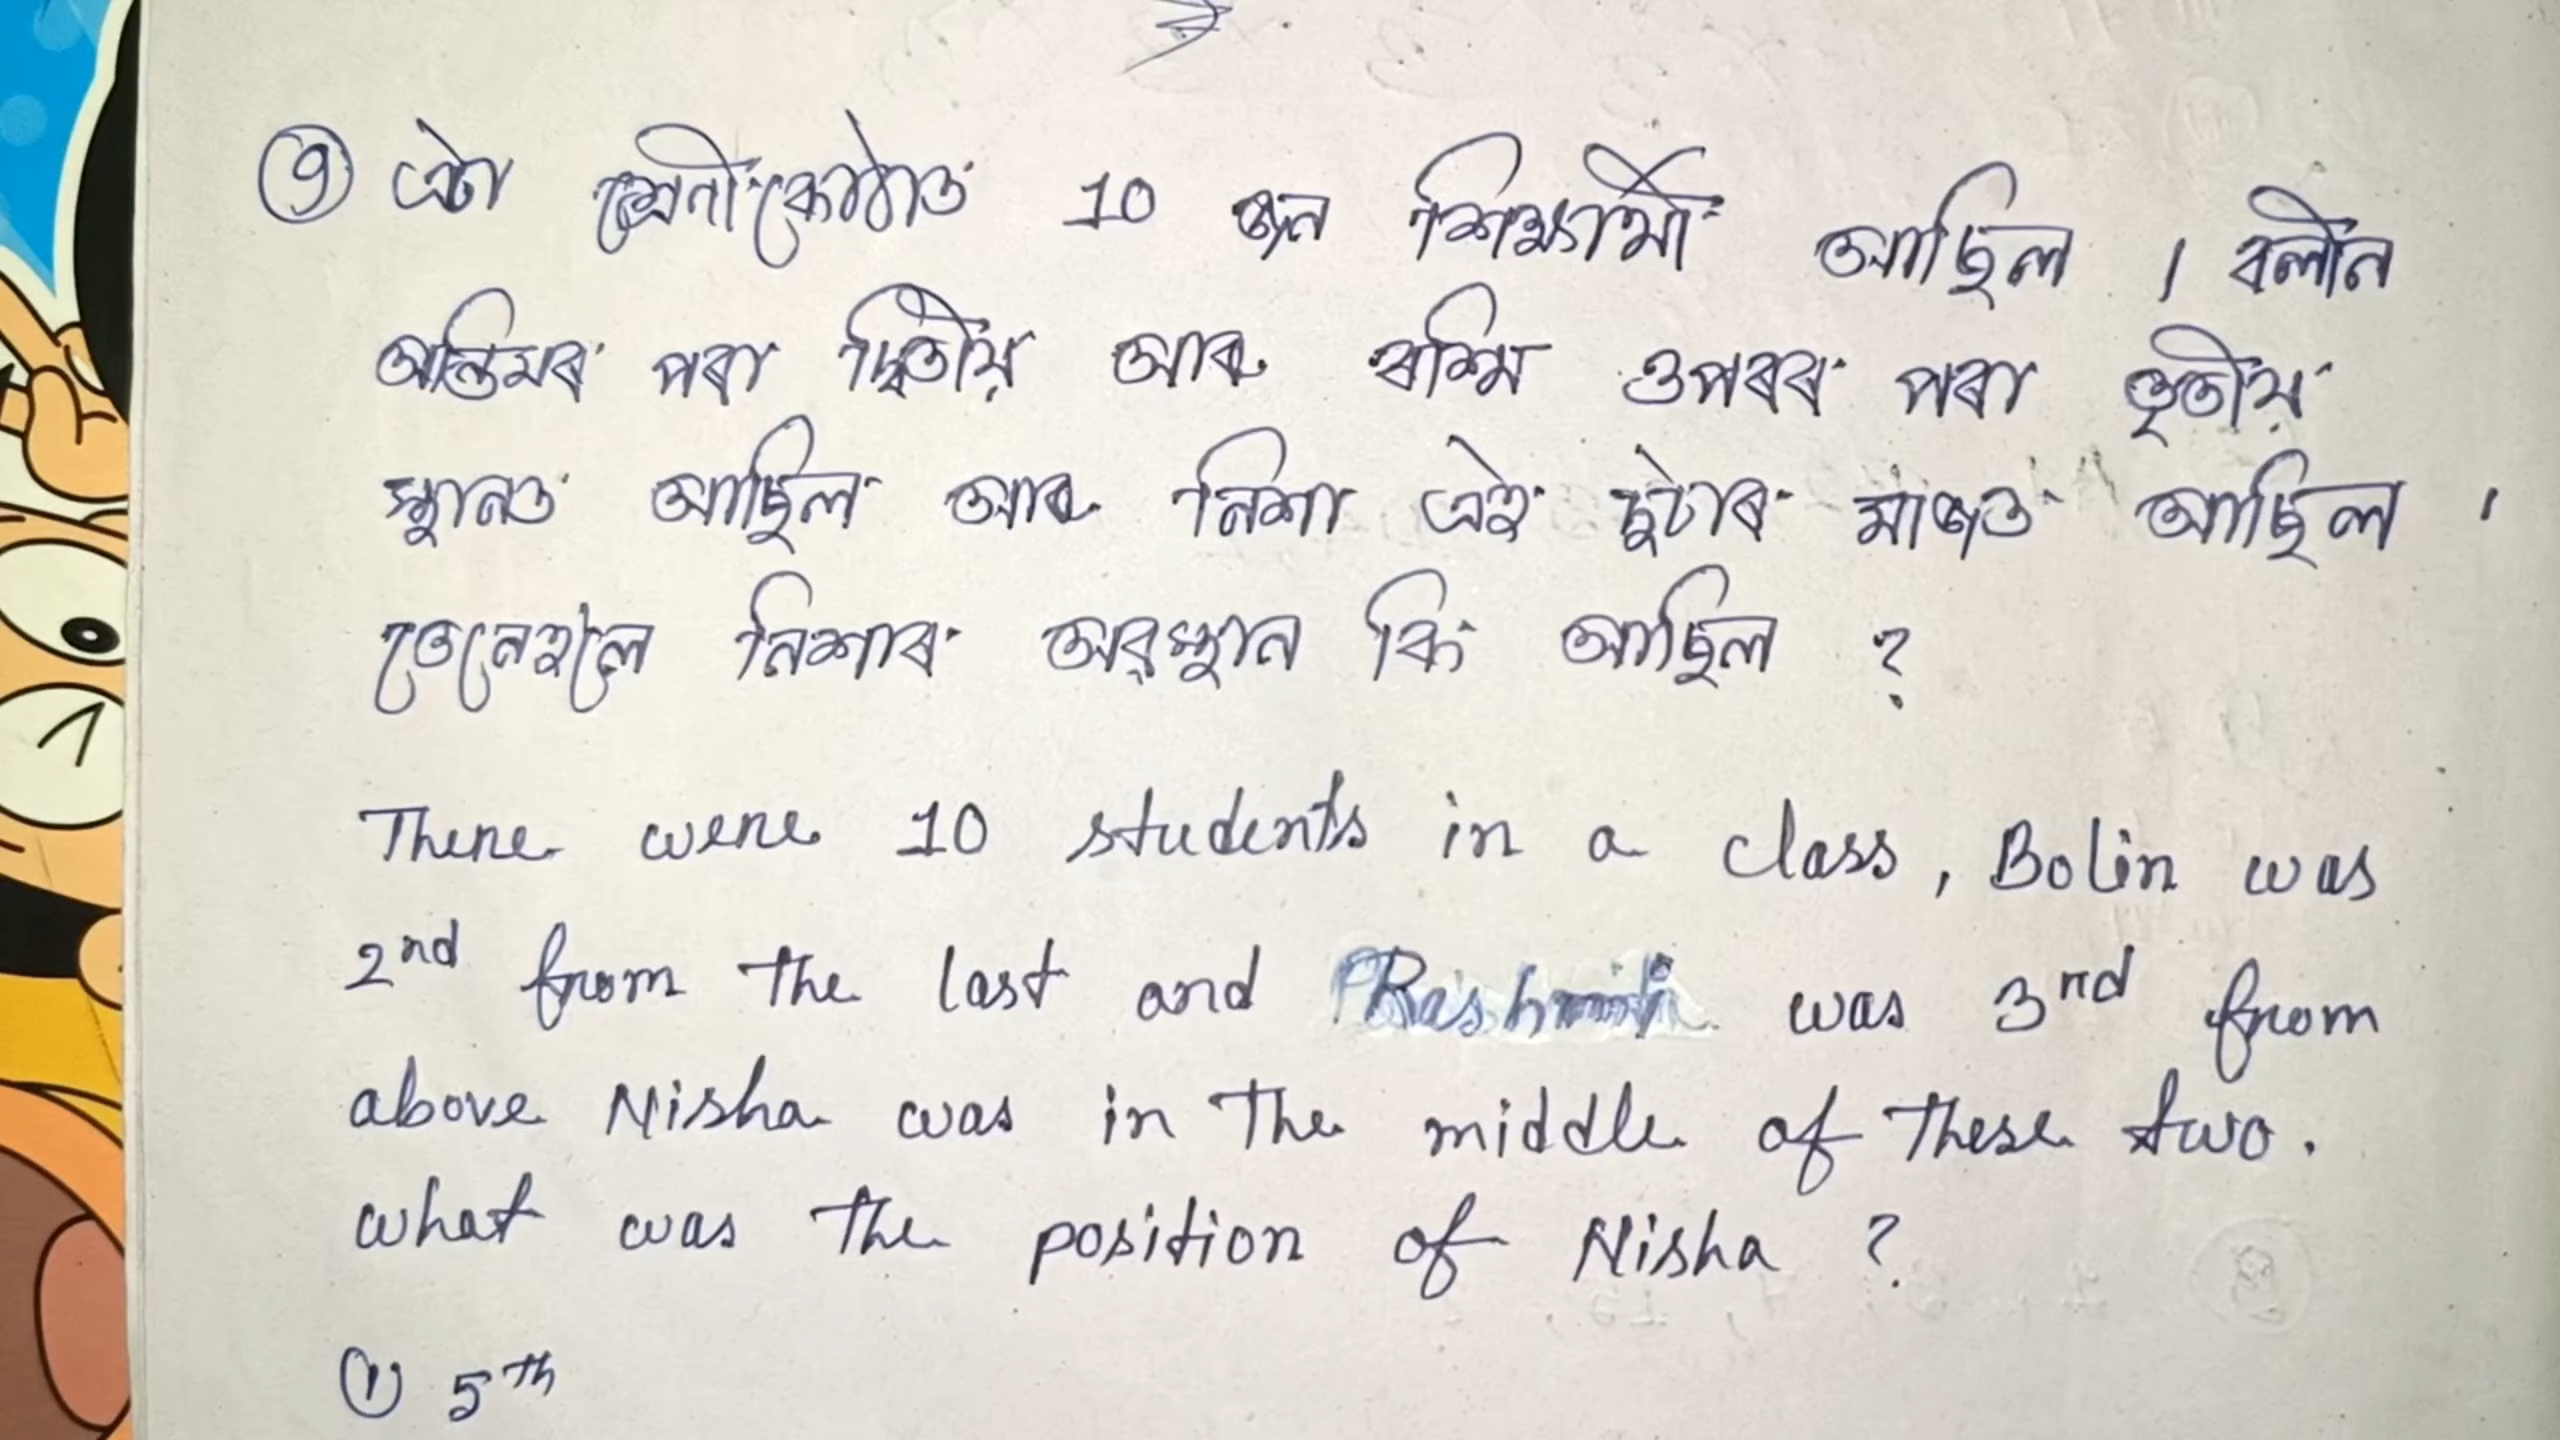 9 এটা শ্রেণীকোঠাত 10 জন শিক্ষাৰ্থী আছিল । বলীন
অন্তিমৰ পৰা দ্বিতীয় আৰু ৰশ্মি ওপৰৰ পৰা তৃতীয়
স্থানত আছিল আৰু নিশা এই দুটাৰ মাজত আছিল ।
তেনেহলে নিশাৰ অৱস্থান কি আছিল ?
There were 10 students in a class, Bolin was
2nd from the last and Rashmi was 3nd from
above Nisha was in the middle of these two.
what was the position of Nisha ?
(1) 5th